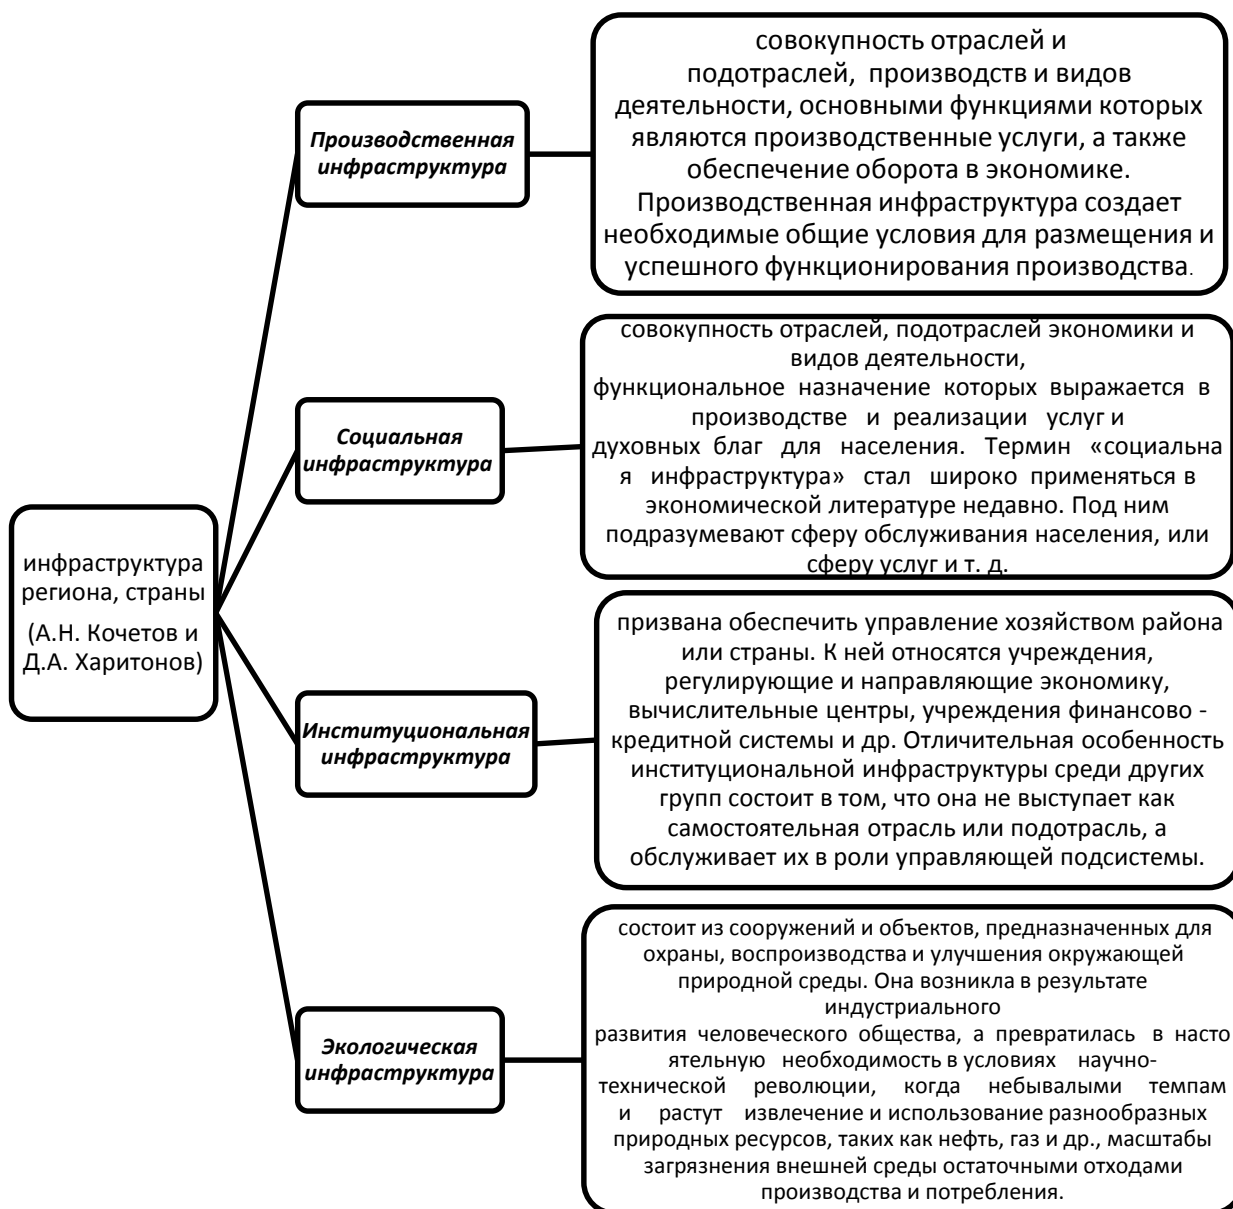 инфраструктура
региона, страны
(А.Н. Кочетов и
Д.А. Харитонов)
Производственная
инфраструктура
совокупность отраслей и
подотраслей, производств и видов
деятельности, основными функциями которых
являются производственные услуги, а также
обеспечение оборота в экономике.
Производственная инфраструктура создает
необходимые общие условия для размещения и
успешного функционирования производства.
Социальная
инфраструктура
совокупность отраслей, подотраслей экономики и
видов деятельности,
функциональное назначение которых выражается в
производстве и реализации услуг и
духовных благ для населения. Термин «социальна
я инфраструктура» стал широко применяться в
экономической литературе недавно. Под ним
подразумевают сферу обслуживания населения, или
сферу услуг и т. д.
Институциональная
инфраструктура
призвана обеспечить управление хозяйством района
или страны. К ней относятся учреждения,
регулирующие и направляющие экономику,
вычислительные центры, учреждения финансово -
кредитной системы и др. Отличительная особенность
институциональной инфраструктуры среди других
групп состоит в том, что она не выступает как
самостоятельная отрасль или подотрасль, а
обслуживает их в роли управляющей подсистемы.
Экологическая
инфраструктура
состоит из сооружений и объектов, предназначенных для
охраны, воспроизводства и улучшения окружающей
природной среды. Она возникла в результате
индустриального
развития человеческого общества, а превратилась в насто
ятельную необходимость в условиях научно-
технической революции, когда небывалыми темпам
и растут извлечение и использование разнообразных
природных ресурсов, таких как нефть, газ и др., масштабы
загрязнения внешней среды остаточными отходами
производства и потребления.